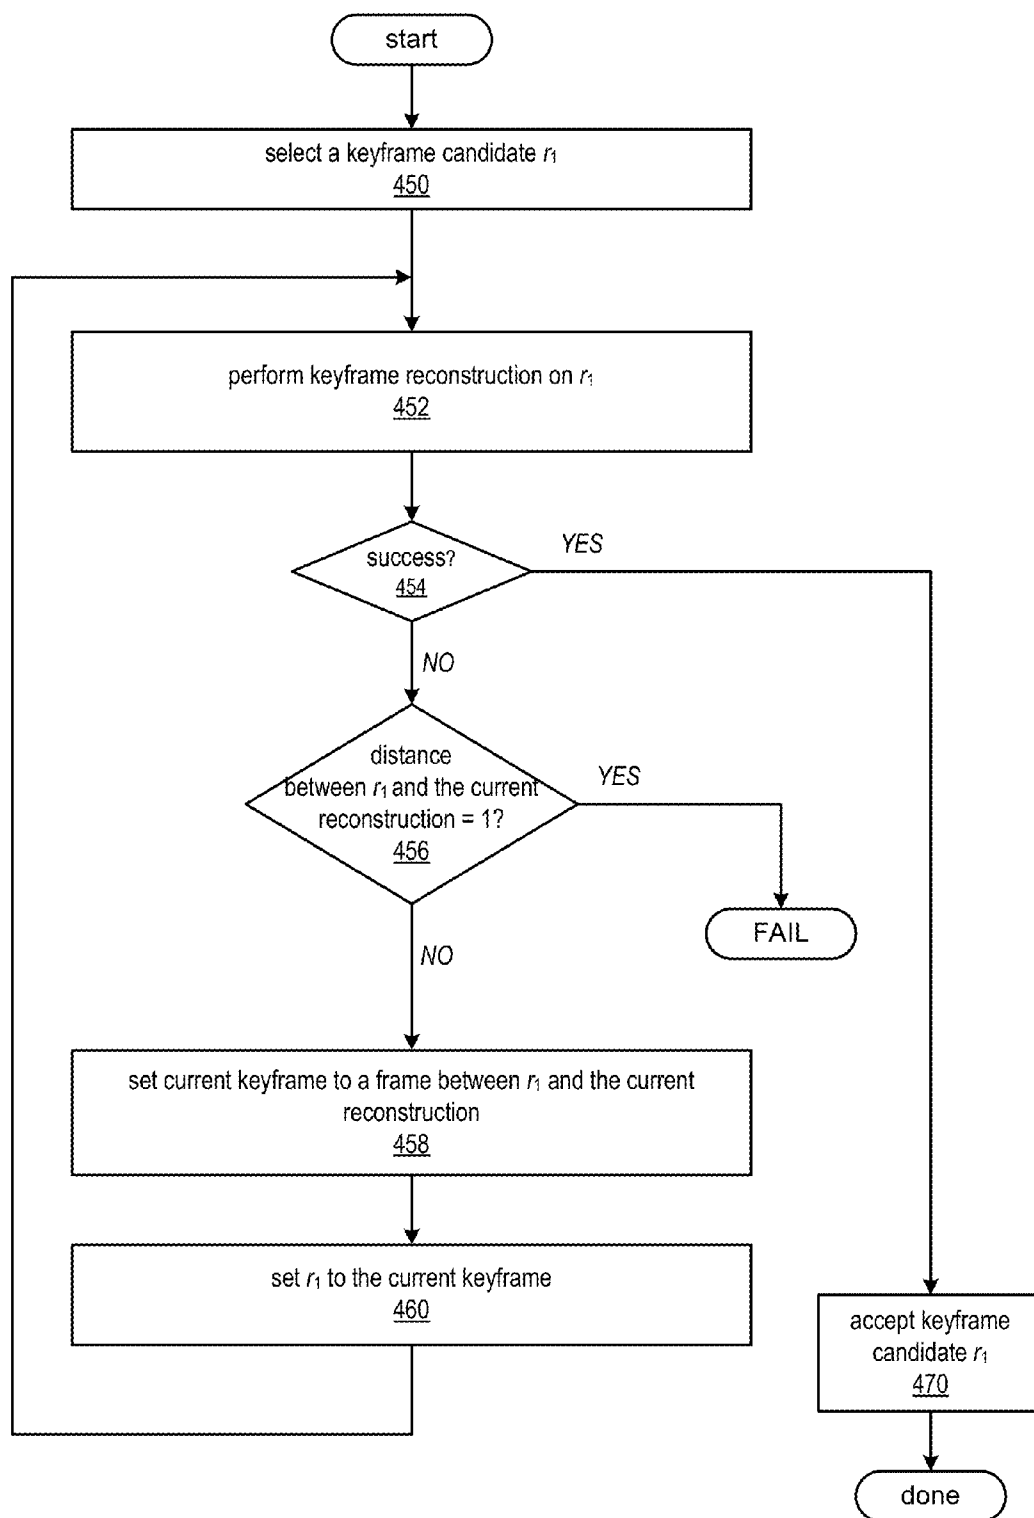 start
select a keyframe candidate r1
450
perform keyframe reconstruction on r1
452
success?
454
YES
NO
distance
between r1 and the current
reconstruction = 1?
456
YES
FAIL
NO
set current keyframe to a frame between r1 and the current
reconstruction
458
set r1 to the current keyframe
460
accept keyframe
candidate r1
470
done